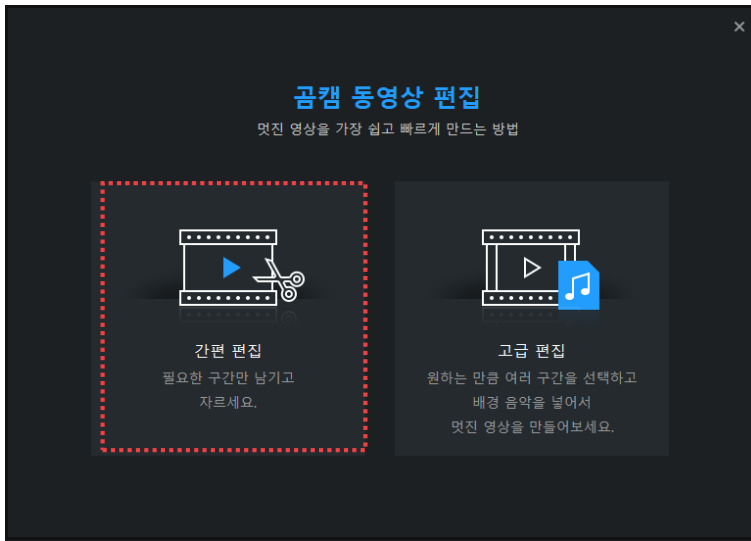 곰캠 동영상 편집
멋진 영상을 가장 쉽고 빠르게 만드는 방법
간편 편집
필요한 구간만 남기고
자르세요.
고급 편집
원하는 만큼 여러 구간을 선택하고
배경 음악을 넣어서
멋진 영상을 만들어보세요.